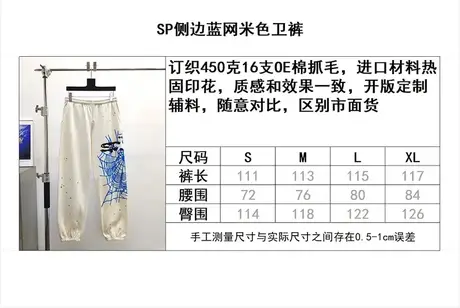 SP侧边蓝网米色卫裤
订织450克16支OE棉抓毛，进口材料热
固印花，质感和效果一致，开版定制
辅料，随意对比，区别市面货
尺码 S M L XL
裤长 111 113 115 117
腰围 72 76 80 84
臀围 114 118 122 126
手工测量尺寸与实际尺寸之间存在0.5-1cm误差